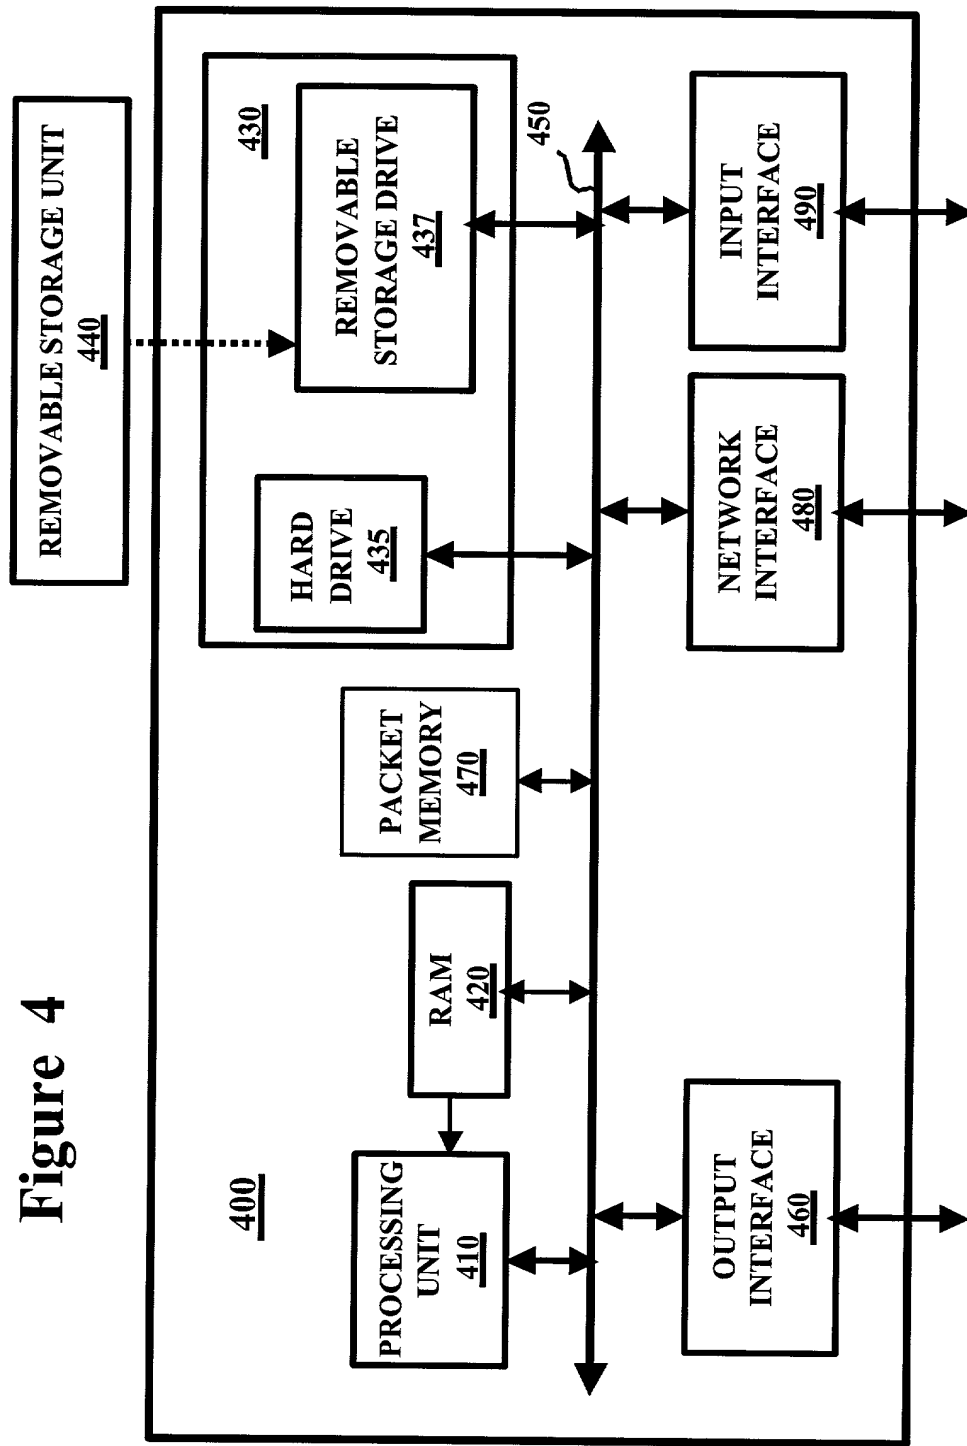 Figure 4
400
PROCESSING
UNIT
410
RAM
420
PACKET
MEMORY
470
HARD
DRIVE
435
430
REMOVABLE
STORAGE DRIVE
437
REMOVABLE STORAGE UNIT
440
450
OUTPUT
INTERFACE
460
NETWORK
INTERFACE
480
INPUT
INTERFACE
490